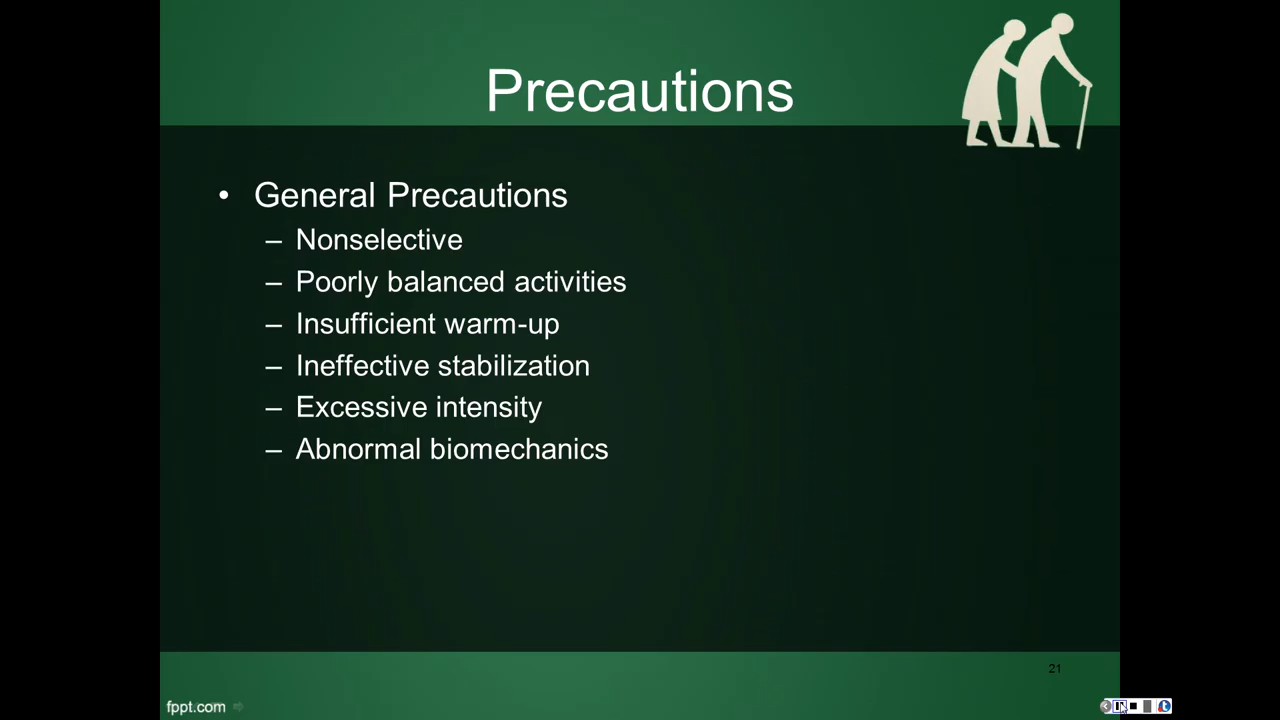 Precautions
• General Precautions
– Nonselective
– Poorly balanced activities
– Insufficient warm-up
– Ineffective stabilization
– Excessive intensity
– Abnormal biomechanics
21
fppt.com